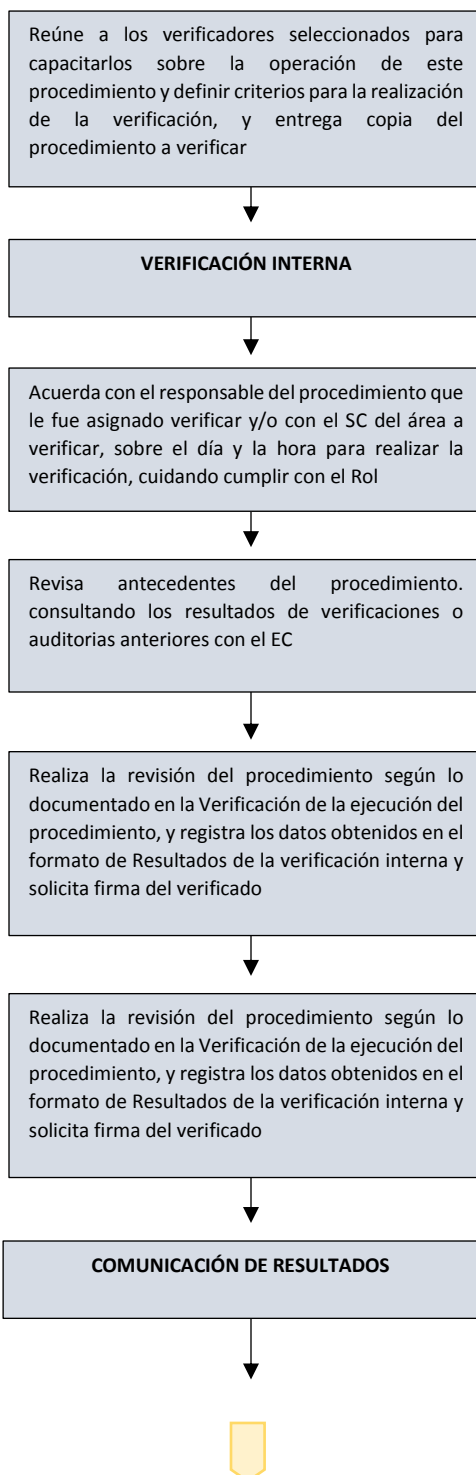 Reúne a los verificadores seleccionados para
capacitarlos sobre la operación de este
procedimiento y definir criterios para la realización
de la verificación, y entrega copia del
procedimiento a verificar
VERIFICACIÓN INTERNA
Acuerda con el responsable del procedimiento que
le fue asignado verificar y/o con el SC del área a
verificar, sobre el día y la hora para realizar la
verificación, cuidando cumplir con el Rol
Revisa antecedentes del procedimiento.
consultando los resultados de verificaciones o
auditorias anteriores con el EC
Realiza la revisión del procedimiento según lo
documentado en la Verificación de la ejecución del
procedimiento, y registra los datos obtenidos en el
formato de Resultados de la verificación interna y
solicita firma del verificado
Realiza la revisión del procedimiento según lo
documentado en la Verificación de la ejecución del
procedimiento, y registra los datos obtenidos en el
formato de Resultados de la verificación interna y
solicita firma del verificado
COMUNICACIÓN DE RESULTADOS